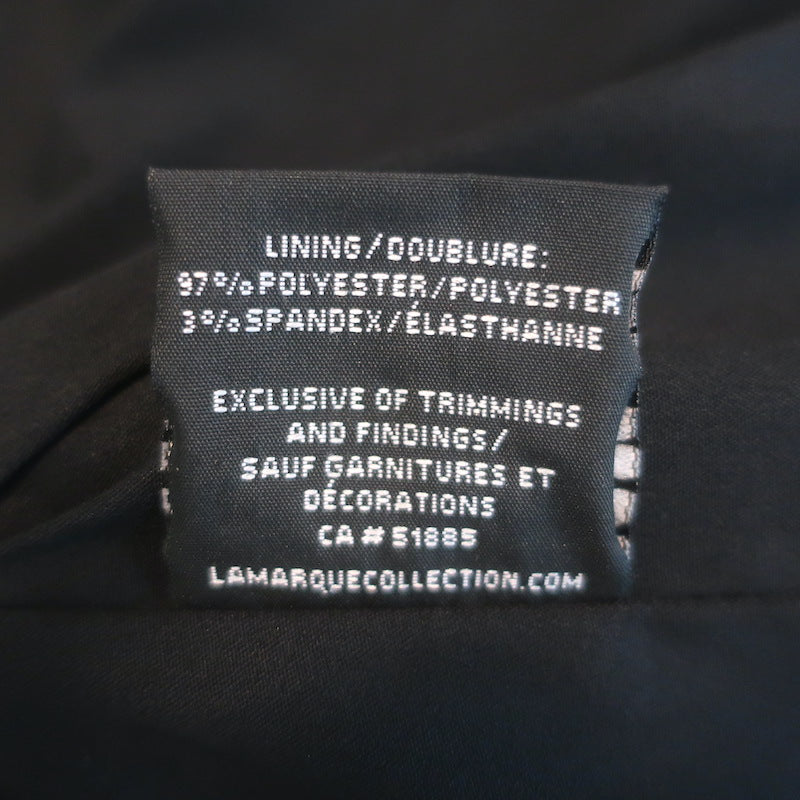 LINING/DOUBLURE:
97%POLYESTER/POLYESTER
3%SPANDEX/ÉLASTHANNE
EXCLUSIVE OF TRIMMINGS
AND FINDINGS/
SAUF GARNITURES ET
DÉCORATIONS
CA # 51885
LAMARQUECOLLECTION.COM